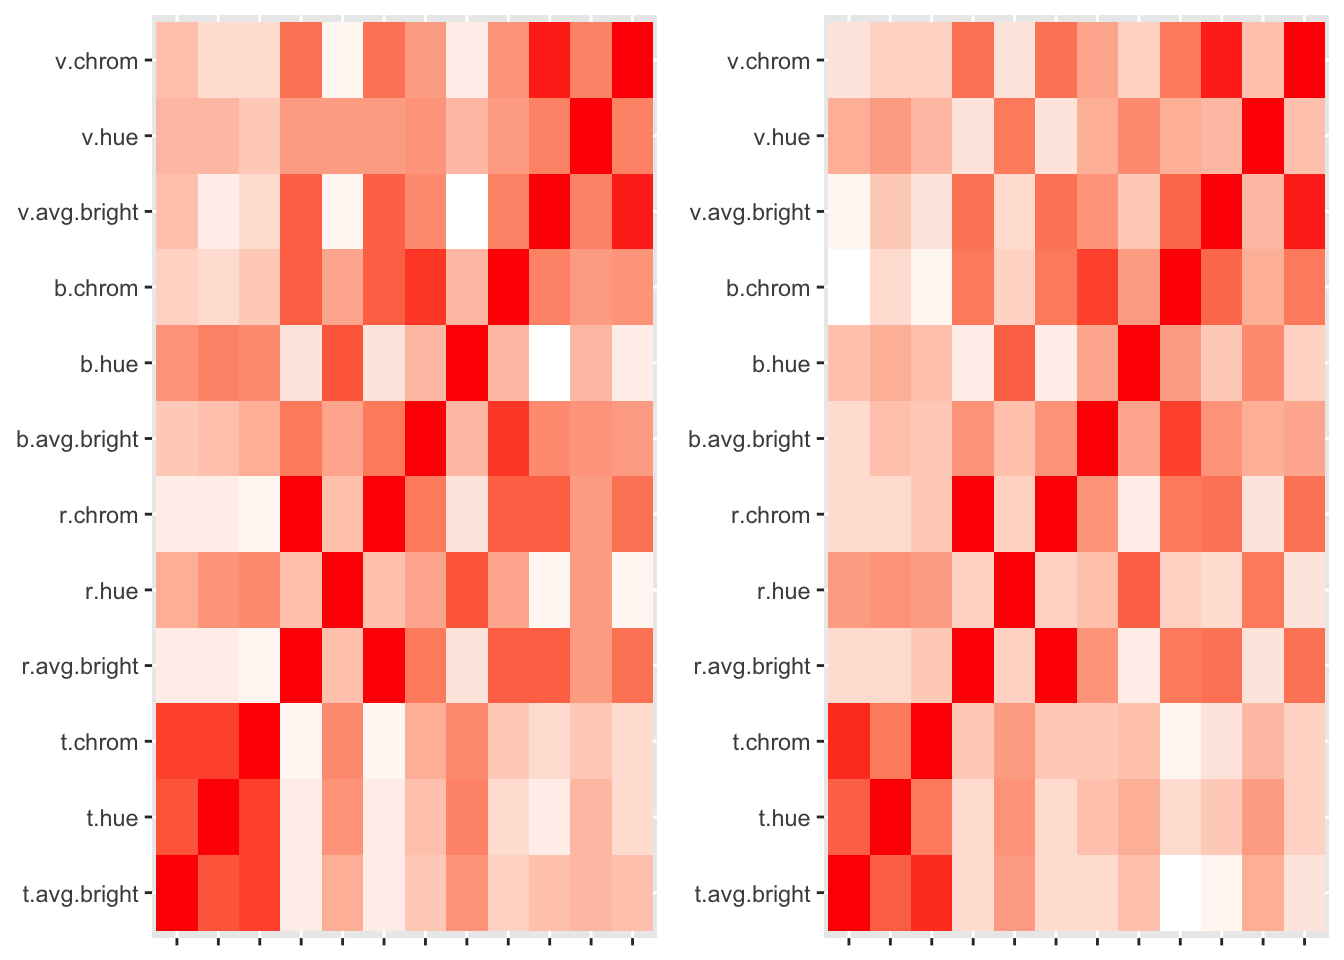 v.chrom
v.hue
v.avg.bright
b.chrom
b.hue
b.avg.bright
r.chrom
r.hue
r.avg.bright
t.chrom
t.hue
t.avg.bright
v.chrom
v.hue
v.avg.bright
b.chrom
b.hue
b.avg.bright
r.chrom
r.hue
r.avg.bright
t.chrom
t.hue
t.avg.bright